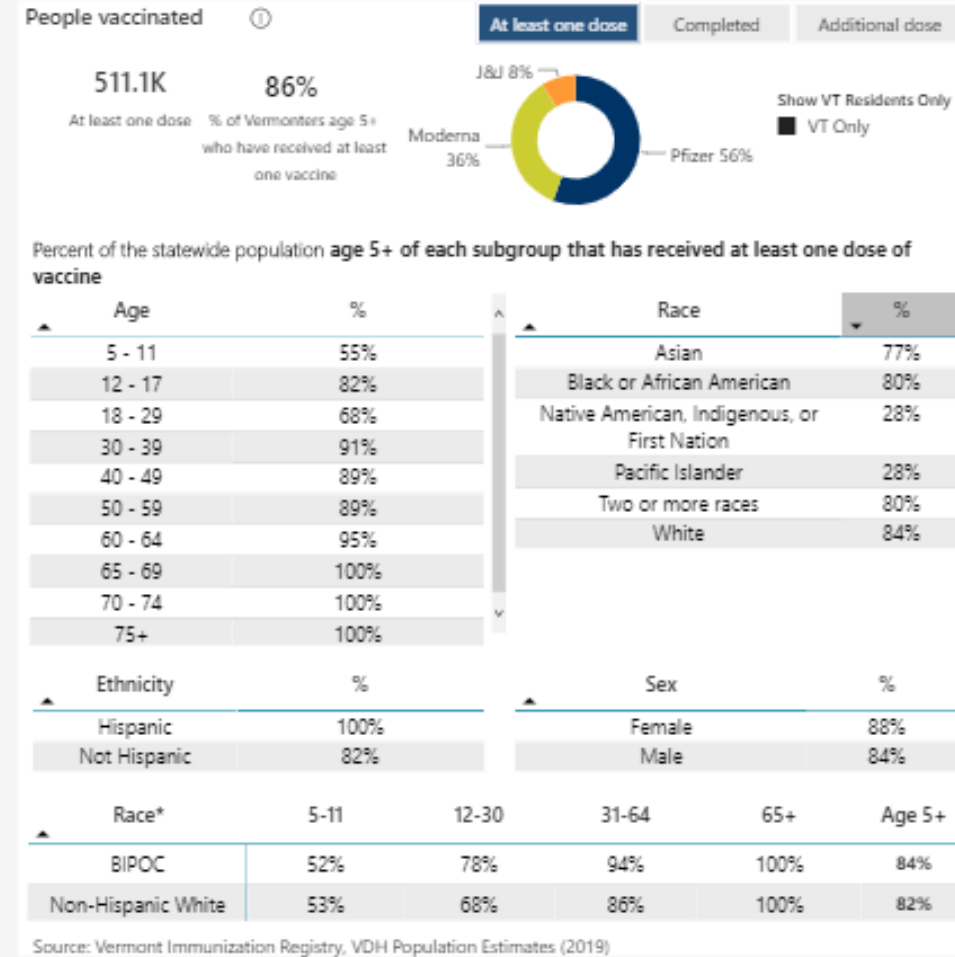 People vaccinated
At least one dose Completed Additional dose
511.1K
At least one dose
86%
% of Vermonters age 5+
who have received at least
one vaccine
J&J 8%
Moderna
36%
Pfizer 56%
Show VT Residents Only
VT Only
Percent of the statewide population age 5+ of each subgroup that has received at least one dose of
vaccine
Age %
5 - 11 55%
12 - 17 82%
18 - 29 68%
30 - 39 91%
40 - 49 89%
50 - 59 89%
60 - 64 95%
65 - 69 100%
70 - 74 100%
75+ 100%
Race %
Asian 77%
Black or African American 80%
Native American, Indigenous, or 28%
First Nation
Pacific Islander 28%
Two or more races 80%
White 84%
Ethnicity %
Hispanic 100%
Not Hispanic 82%
Sex %
Female 88%
Male 84%
Race* 5-11 12-30 31-64 65+ Age 5+
BIPOC 52% 78% 94% 100% 84%
Non-Hispanic White 53% 68% 86% 100% 82%
Source: Vermont Immunization Registry, VDH Population Estimates (2019)